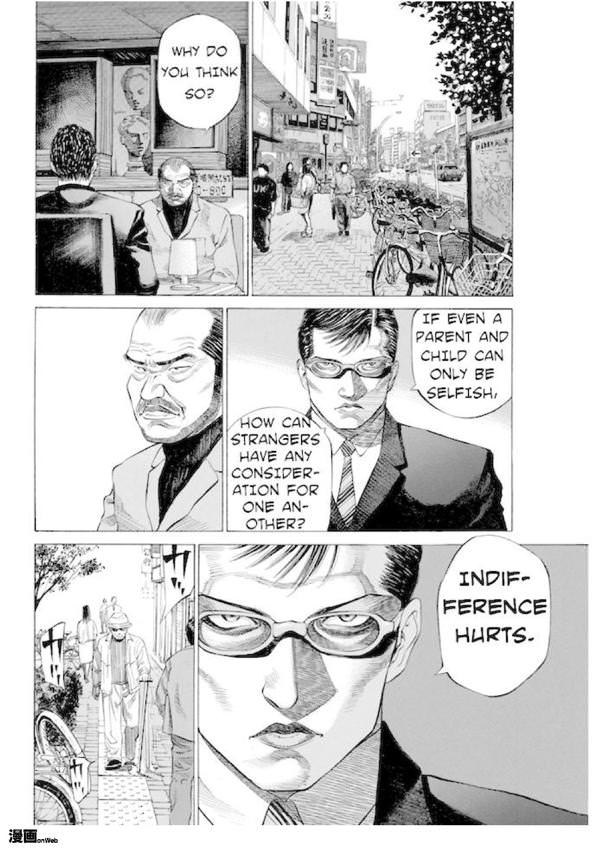 WHY DO
YOU THINK
SO?
IF EVEN A
PARENT AND
CHILD CAN
ONLY BE
SELFISH,
HOW CAN
STRANGERS
HAVE ANY
CONSIDER-
ATION FOR
ONE AN-
OTHER?
INDIF-
FERENCE
HURTS.
漫画onWeb